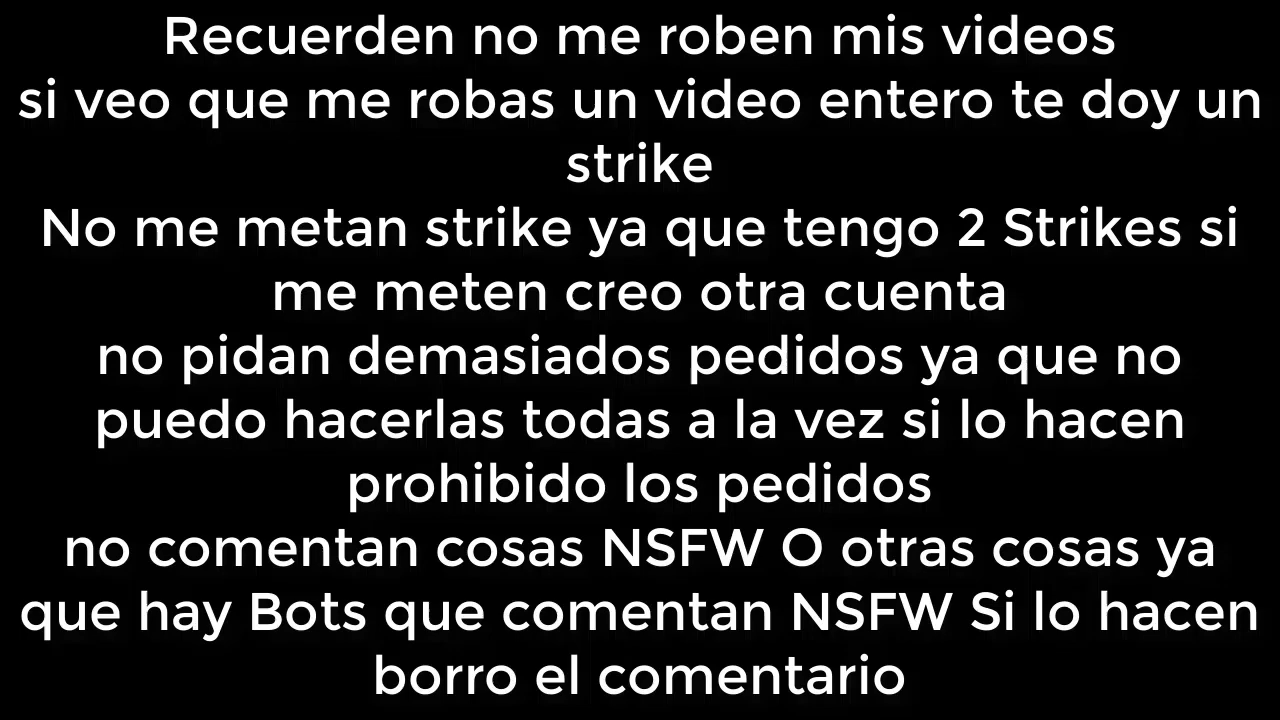 Recuerden no me roben mis videos
si veo que me robas un video entero te doy un
strike
No me metan strike ya que tengo 2 Strikes si
me meten creo otra cuenta
no pidan demasiados pedidos ya que no
puedo hacerlas todas a la vez si lo hacen
prohibido los pedidos
no comentan cosas NSFW O otras cosas ya
que hay Bots que comentan NSFW Si lo hacen
borro el comentario